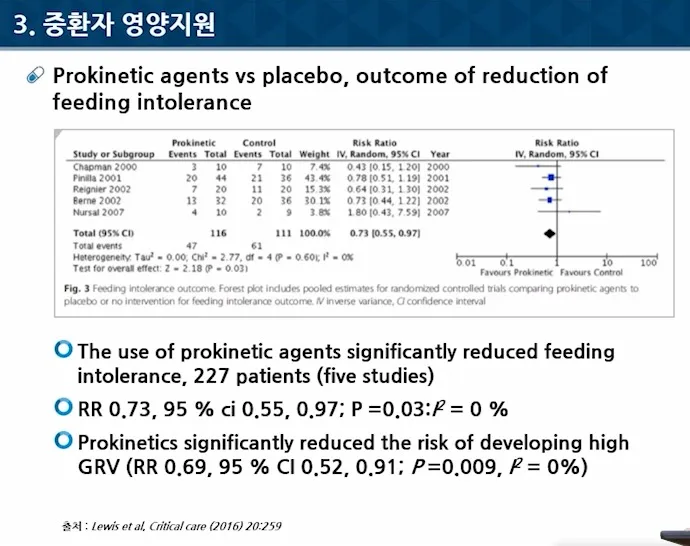 3. 중환자 영양지원
Prokinetic agents vs placebo, outcome of reduction of
feeding intolerance
Prokinetic Control Risk Ratio Risk Ratio
Study or Subgroup Events Total Events Total Weight IV, Random, 95% CI Year IV, Random, 95% CI
Chapman 2000 3 10 7 10 7.4% 0.43 [0.15, 1.20] 2000
Pinilla 2001 20 44 21 36 43.4% 0.78 [0.51, 1.19] 2001
Reignier 2002 7 20 11 20 15.3% 0.64 [0.31, 1.30] 2002
Berne 2002 13 32 20 36 30.1% 0.73 [0.44, 1.22] 2002
Nursal 2007 4 10 2 9 3.8% 1.80 [0.43, 7.59] 2007
Total (95% CI) 116 111 100.0% 0.73 [0.55, 0.97]
Total events 47 61
Heterogeneity: Tau² = 0.00; Chi² = 2.77, df = 4 (P = 0.60); I² = 0%
Test for overall effect: Z = 2.18 (P = 0.03)
0.01 0.1 1 10 100
Favours Prokinetic Favours Control
Fig. 3 Feeding intolerance outcome. Forest plot includes pooled estimates for randomized controlled trials comparing prokinetic agents to
placebo or no intervention for feeding intolerance outcome. IV inverse variance, CI confidence interval
The use of prokinetic agents significantly reduced feeding
intolerance, 227 patients (five studies)
RR 0.73, 95 % ci 0.55, 0.97; P =0.03:I² = 0 %
Prokinetics significantly reduced the risk of developing high
GRV (RR 0.69, 95 % CI 0.52, 0.91; P=0.009, I² = 0%)
출처 : Lewis et al, Critical care (2016) 20:259